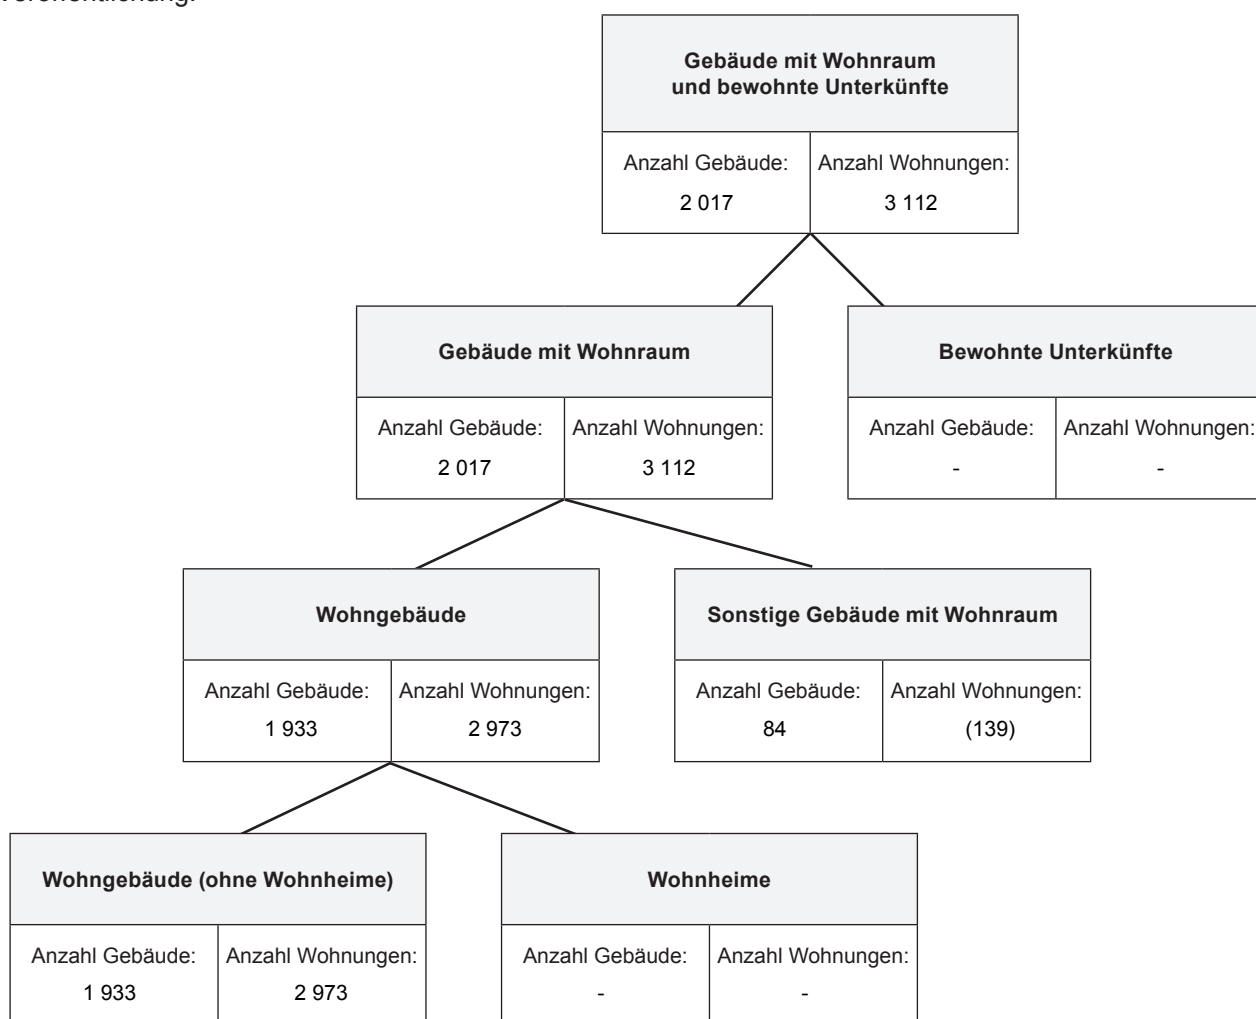 Veröffentlichung.
Gebäude mit Wohnraum
und bewohnte Unterkünfte
Anzahl Gebäude: Anzahl Wohnungen:
2 017 3 112
Gebäude mit Wohnraum Bewohnte Unterkünfte
Anzahl Gebäude: Anzahl Wohnungen: Anzahl Gebäude: Anzahl Wohnungen:
2 017 3 112 - -
Wohngebäude Sonstige Gebäude mit Wohnraum
Anzahl Gebäude: Anzahl Wohnungen: Anzahl Gebäude: Anzahl Wohnungen:
1 933 2 973 84 (139)
Wohngebäude (ohne Wohnheime) Wohnheime
Anzahl Gebäude: Anzahl Wohnungen: Anzahl Gebäude: Anzahl Wohnungen:
1 933 2 973 - -